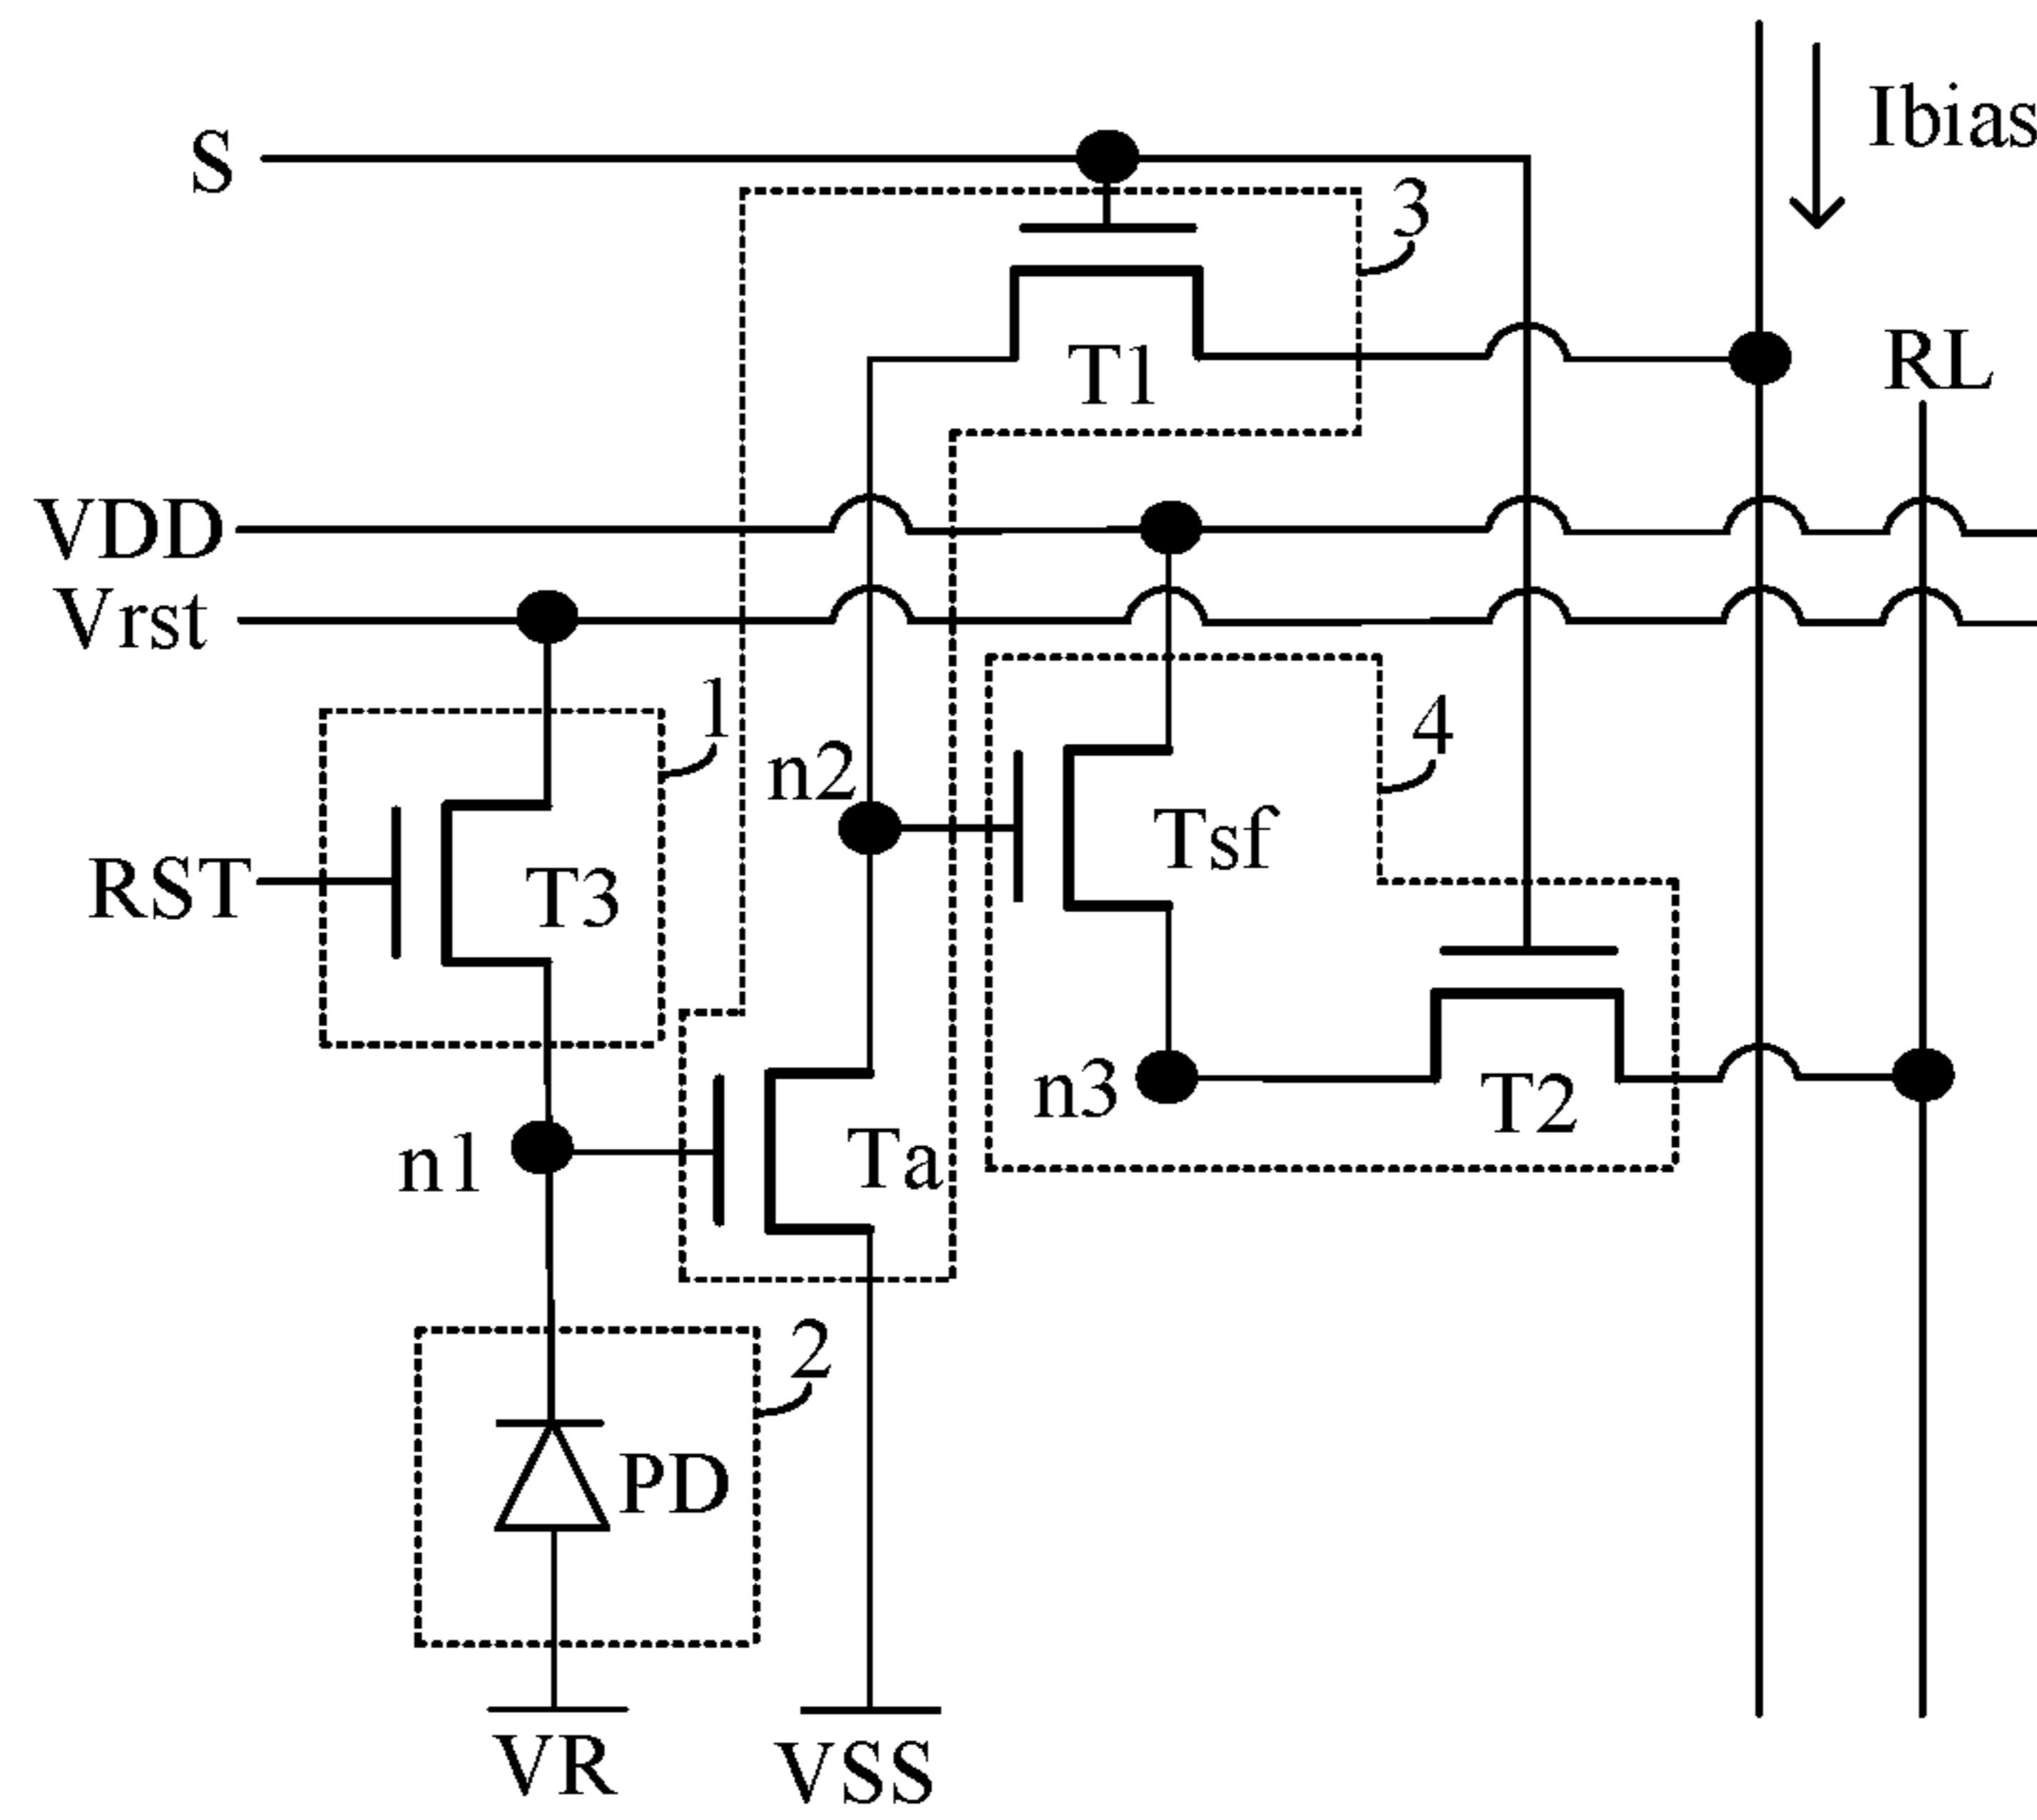 Ibias
S
3
T1
RL
VDD
Vrst
1
4
n2
Tsf
RST
T3
n3
T2
n1
Ta
2
PD
VR
VSS